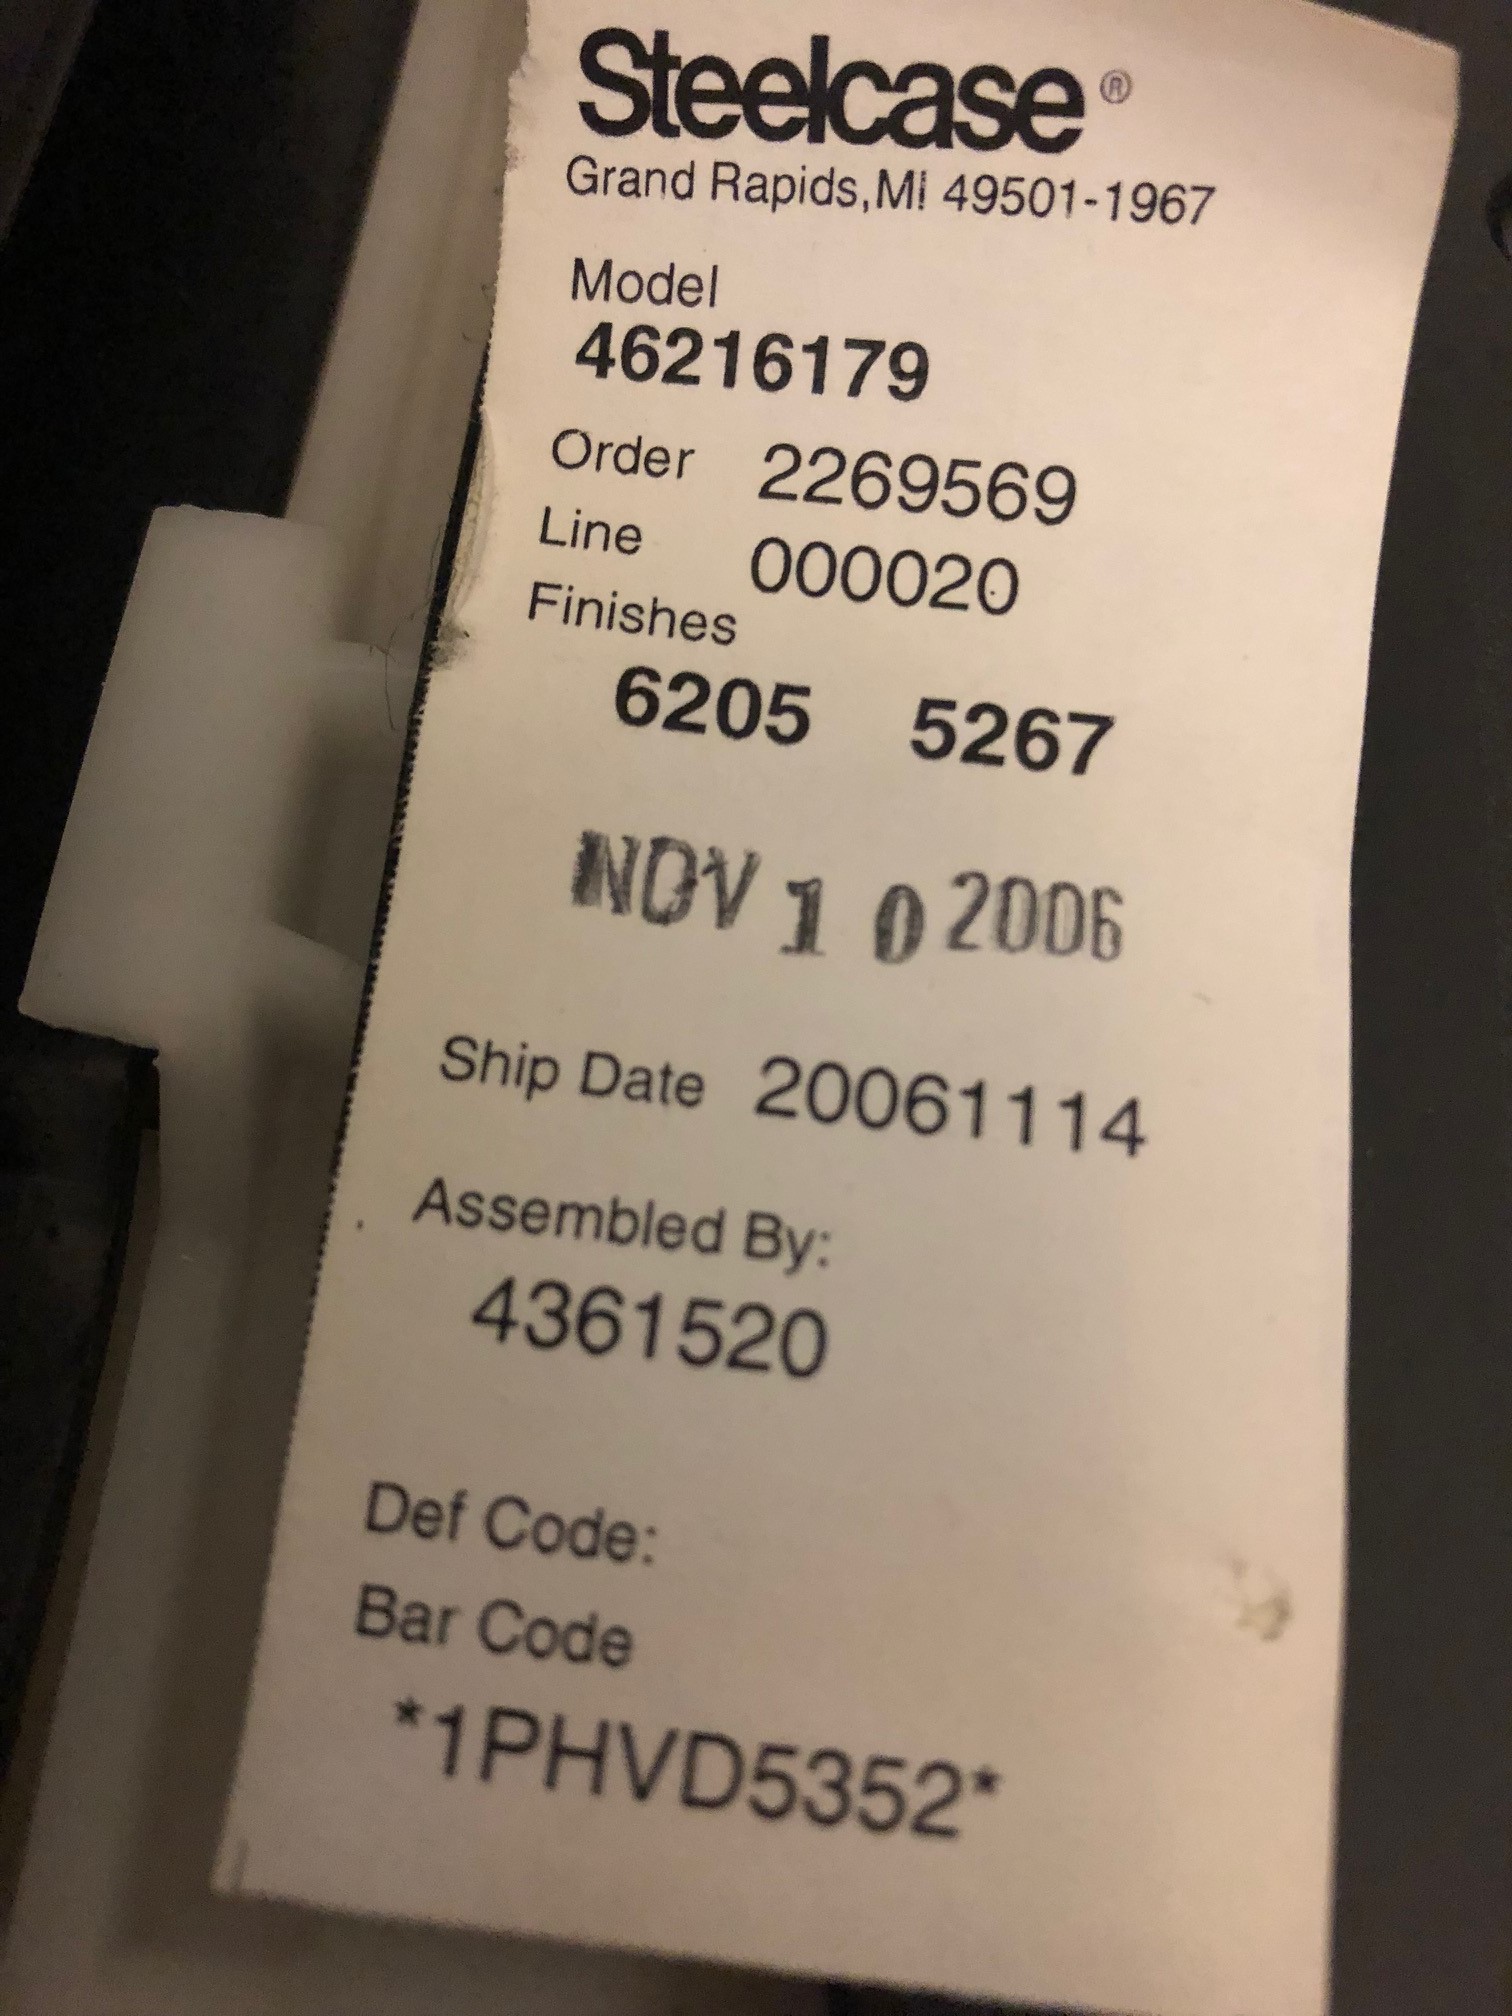 Steelcase®
Grand Rapids,MI 49501-1967
Model
46216179
Order 2269569
Line 000020
Finishes
6205 5267
NOV 10 2006
Ship Date 20061114
Assembled By:
4361520
Def Code:
Bar Code
*1PHVD5352*